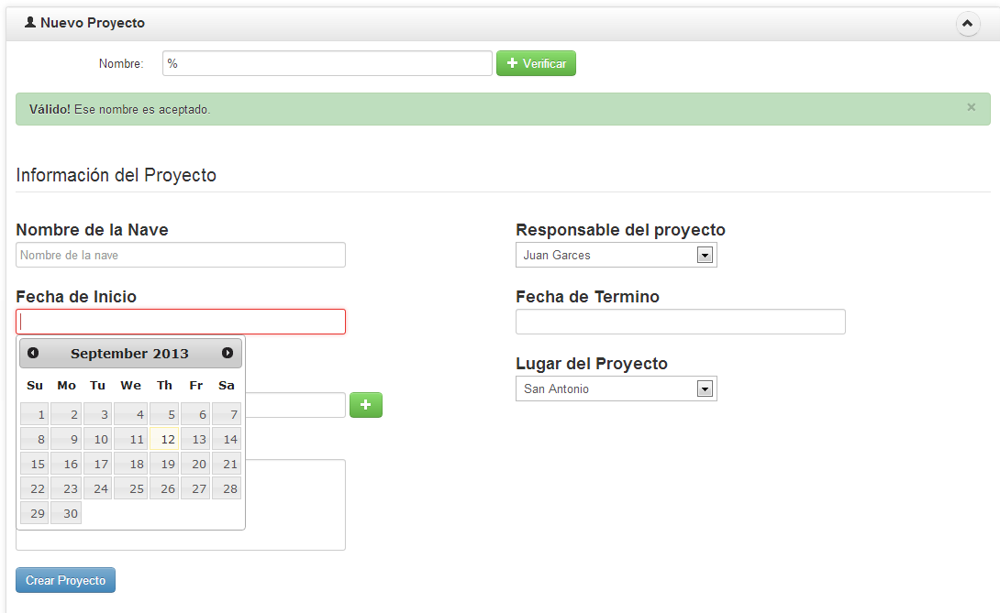 Nuevo Proyecto
Nombre: % Verificar
Válido! Ese nombre es aceptado. ×
Información del Proyecto
Nombre de la Nave
Nombre de la nave
Responsable del proyecto
Juan Garces
Fecha de Inicio
Fecha de Termino
September 2013
Su Mo Tu We Th Fr Sa
1 2 3 4 5 6 7
8 9 10 11 12 13 14
15 16 17 18 19 20 21
22 23 24 25 26 27 28
29 30
Lugar del Proyecto
San Antonio
Crear Proyecto